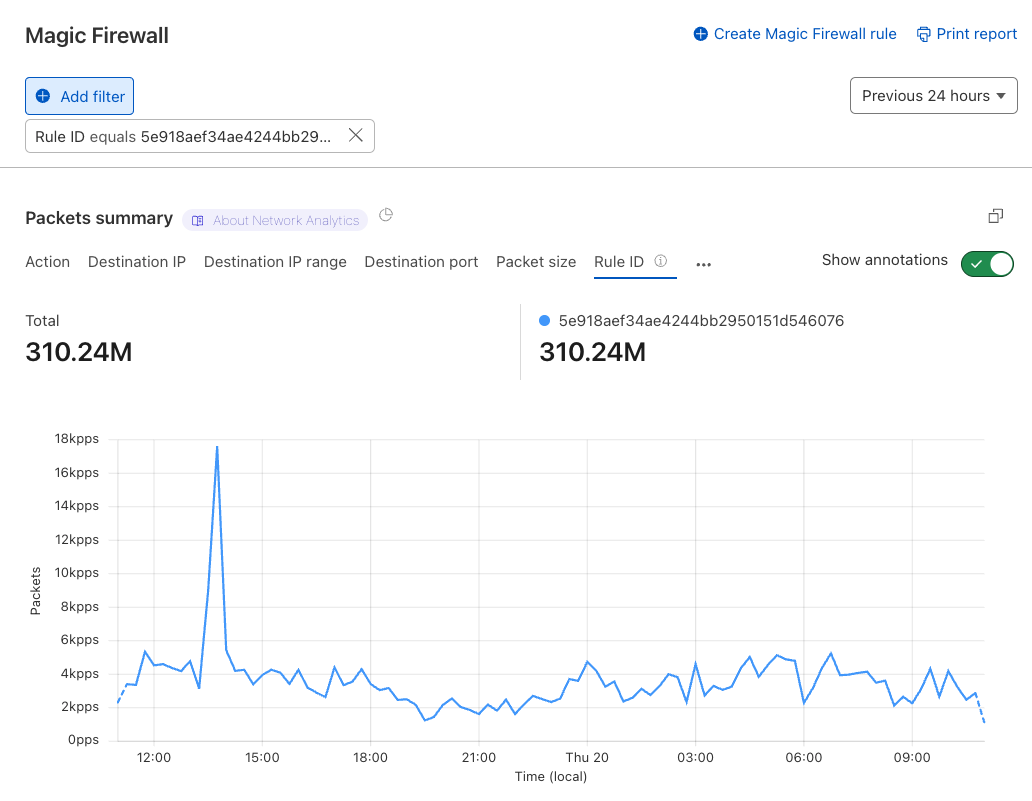 Magic Firewall
Create Magic Firewall rule
Print report
Add filter
Previous 24 hours
Rule ID equals 5e918aef34ae4244bb29...
Packets summary
About Network Analytics
Action
Destination IP
Destination IP range
Destination port
Packet size
Rule ID
...
Show annotations
Total
310.24M
5e918aef34ae4244bb2950151d546076
310.24M
18kpps
16kpps
14kpps
12kpps
10kpps
8kpps
6kpps
4kpps
2kpps
0pps
Packets
12:00
15:00
18:00
21:00
Thu 20
03:00
06:00
09:00
Time (local)